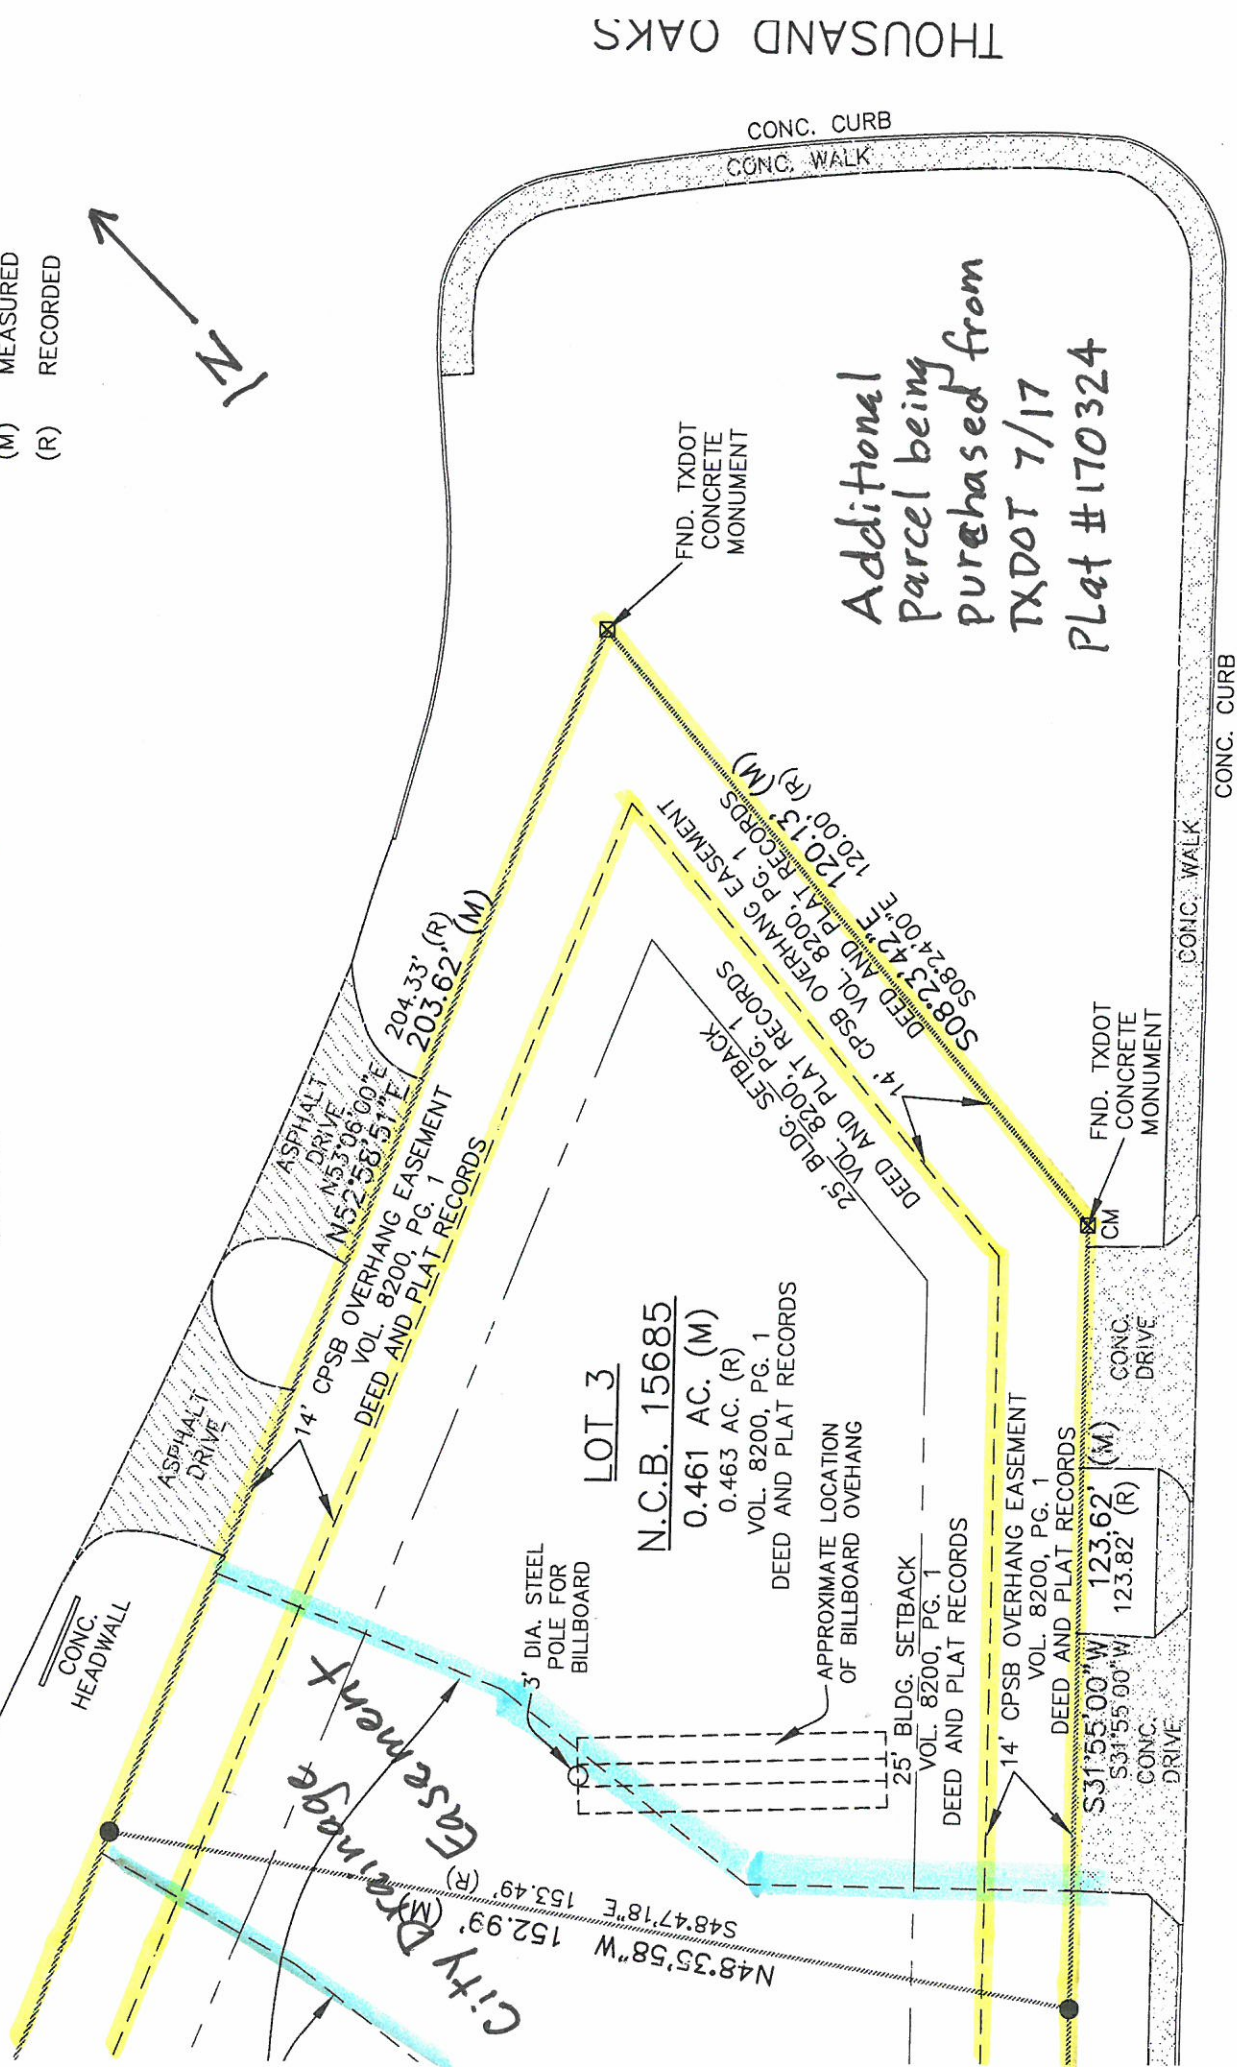 THOUSAND OAKS
(M) MEASURED
(R) RECORDED
N
CONC. CURB
CONC. WALK
Additional
Parcel being
purchased from
TXDOT 7/17
PLat #170324
FND. TXDOT
CONCRETE
MONUMENT
CONC. CURB
CONC. WALK
204.33' (R)
203.62' (M)
N53°06'00"E
N52°58'51"E
ASPHALT
DRIVE
ASPHALT
DRIVE
14' CPSB OVERHANG EASEMENT
VOL. 8200, PG. 1
DEED AND PLAT RECORDS
14' CPSB OVERHANG EASEMENT
VOL. 8200, PG. 1
DEED AND PLAT RECORDS
S08°23'42"E 120.13' (M)
S08°24'00"E 120.00' (R)
25' BLDG. SETBACK
VOL. 8200, PG. 1
DEED AND PLAT RECORDS
FND. TXDOT
CONCRETE
MONUMENT
CM
LOT 3
N.C.B. 15685
0.461 AC. (M)
0.463 AC. (R)
VOL. 8200, PG. 1
DEED AND PLAT RECORDS
APPROXIMATE LOCATION
OF BILLBOARD OVEHANG
3' DIA. STEEL
POLE FOR
BILLBOARD
25' BLDG. SETBACK
VOL. 8200, PG. 1
DEED AND PLAT RECORDS
14' CPSB OVERHANG EASEMENT
VOL. 8200, PG. 1
DEED AND PLAT RECORDS
S31°55'00"W 123.62' (M)
S31°55'00"W 123.82' (R)
CONC.
DRIVE
CONC.
DRIVE
CONC.
HEADWALL
City Drainage
Easement
N48°35'58"W 152.99' (M)
S48°47'18"E 153.49' (R)